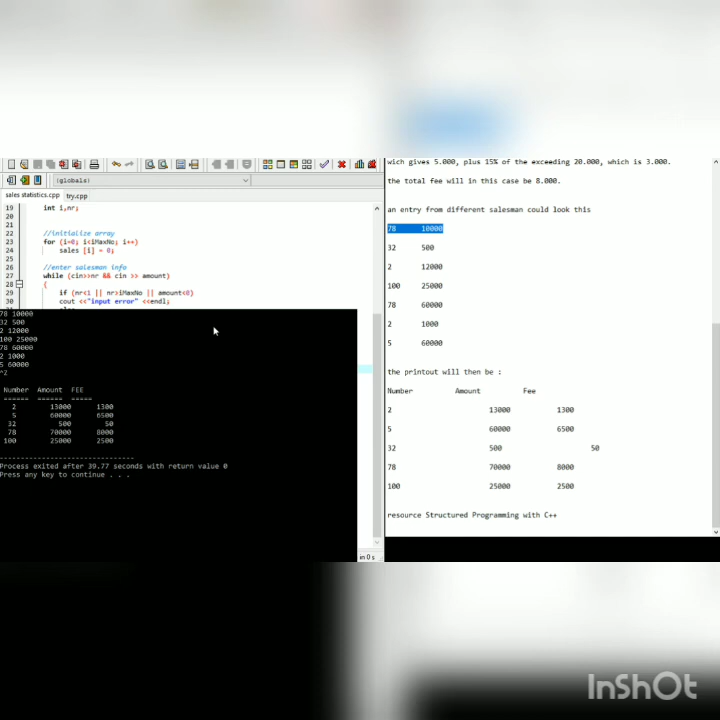 (globals)
sales statistics.cpp try.cpp
19 int i,nr;
20
21
22 //initialize array
23 for (i=0; i<iMaxNo; i++)
24 sales [i] = 0;
25
26 //enter salesman info
27 while (cin>>nr && cin >> amount)
28 {
29 if (nr<1 || nr>iMaxNo || amount<0)
30 cout <<"input error" <<endl;
31
78 10000
32 500
2 12000
100 25000
78 60000
2 1000
5 60000
^Z
Number Amount FEE
====== ====== =====
2 13000 1300
5 60000 6500
32 500 50
78 70000 8000
100 25000 2500
--------------------------------
Process exited after 39.77 seconds with return value 0
Press any key to continue . . .
in 0 s
wich gives 5.000, plus 15% of the exceeding 20.000, which is 3.000.
the total fee will in this case be 8.000.
an entry from different salesman could look this
78 10000
32 500
2 12000
100 25000
78 60000
2 1000
5 60000
the printout will then be :
Number Amount Fee
2 13000 1300
5 60000 6500
32 500 50
78 70000 8000
100 25000 2500
resource Structured Programming with C++
InShOt